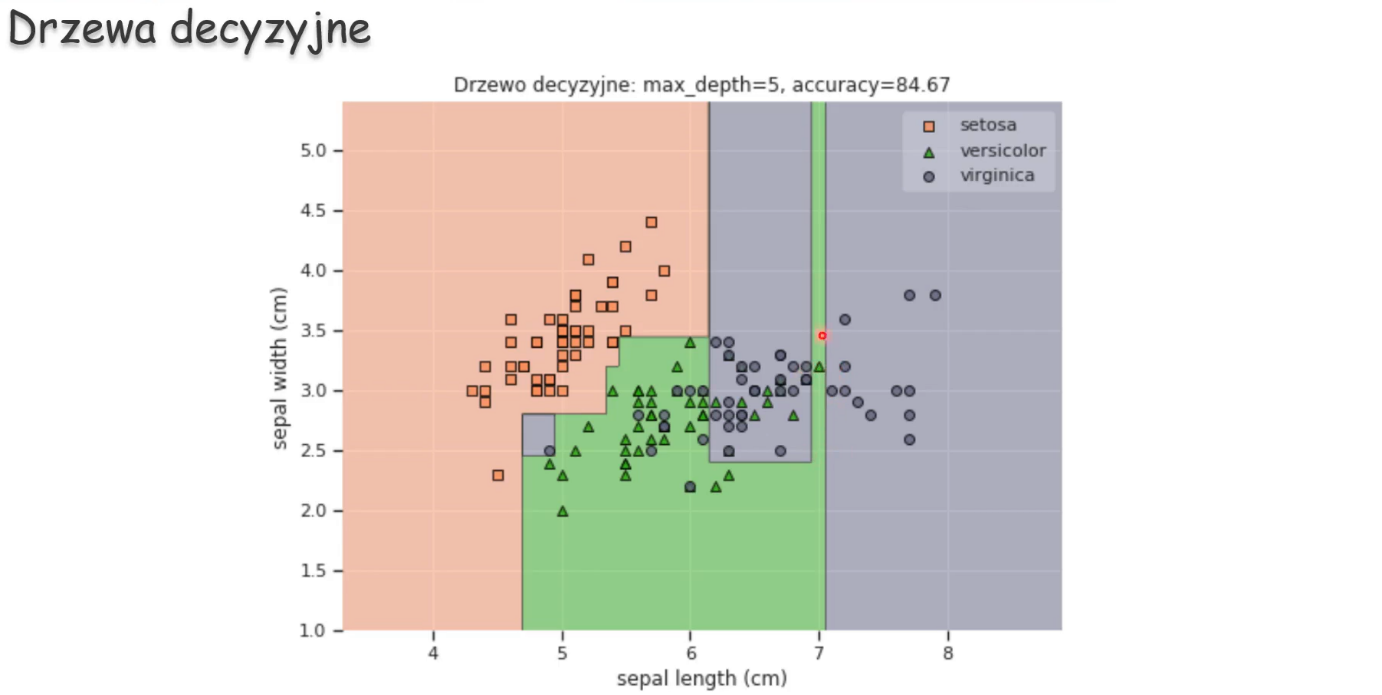 Drzewa decyzyjne
Drzewo decyzyjne: max_depth=5, accuracy=84.67
setosa
versicolor
virginica
5.0
4.5
4.0
3.5
3.0
2.5
2.0
1.5
1.0
sepal width (cm)
4 5 6 7 8
sepal length (cm)